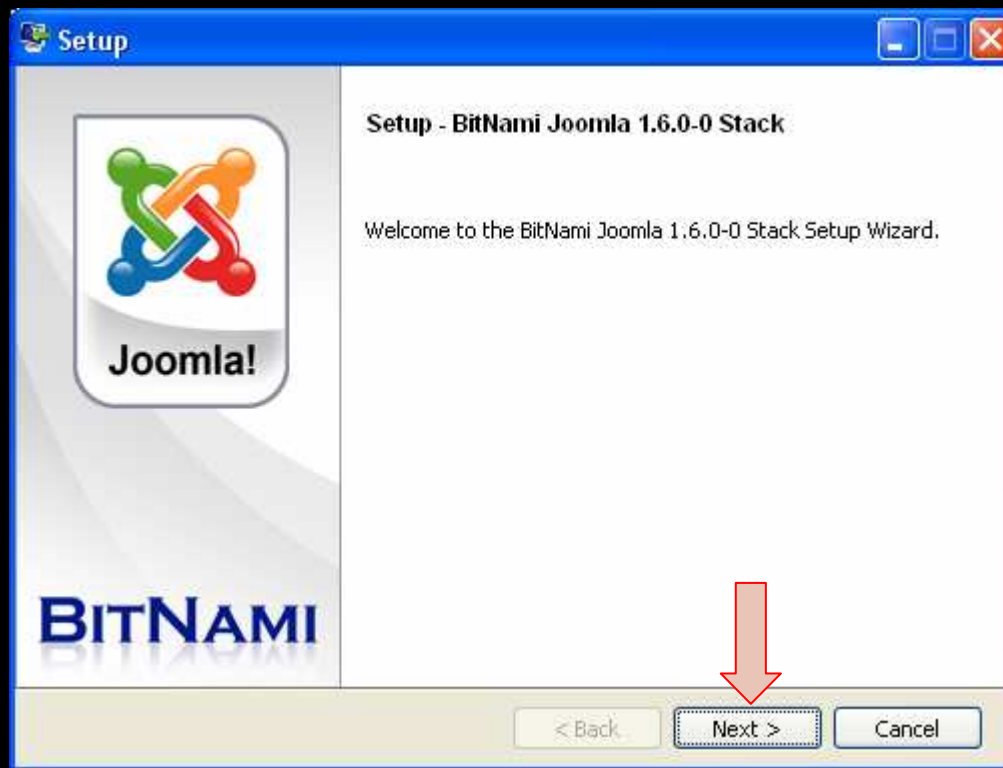 Setup
Setup - BitNami Joomla 1.6.0-0 Stack
Welcome to the BitNami Joomla 1.6.0-0 Stack Setup Wizard.
Joomla!
BITNAMI
< Back
Next >
Cancel